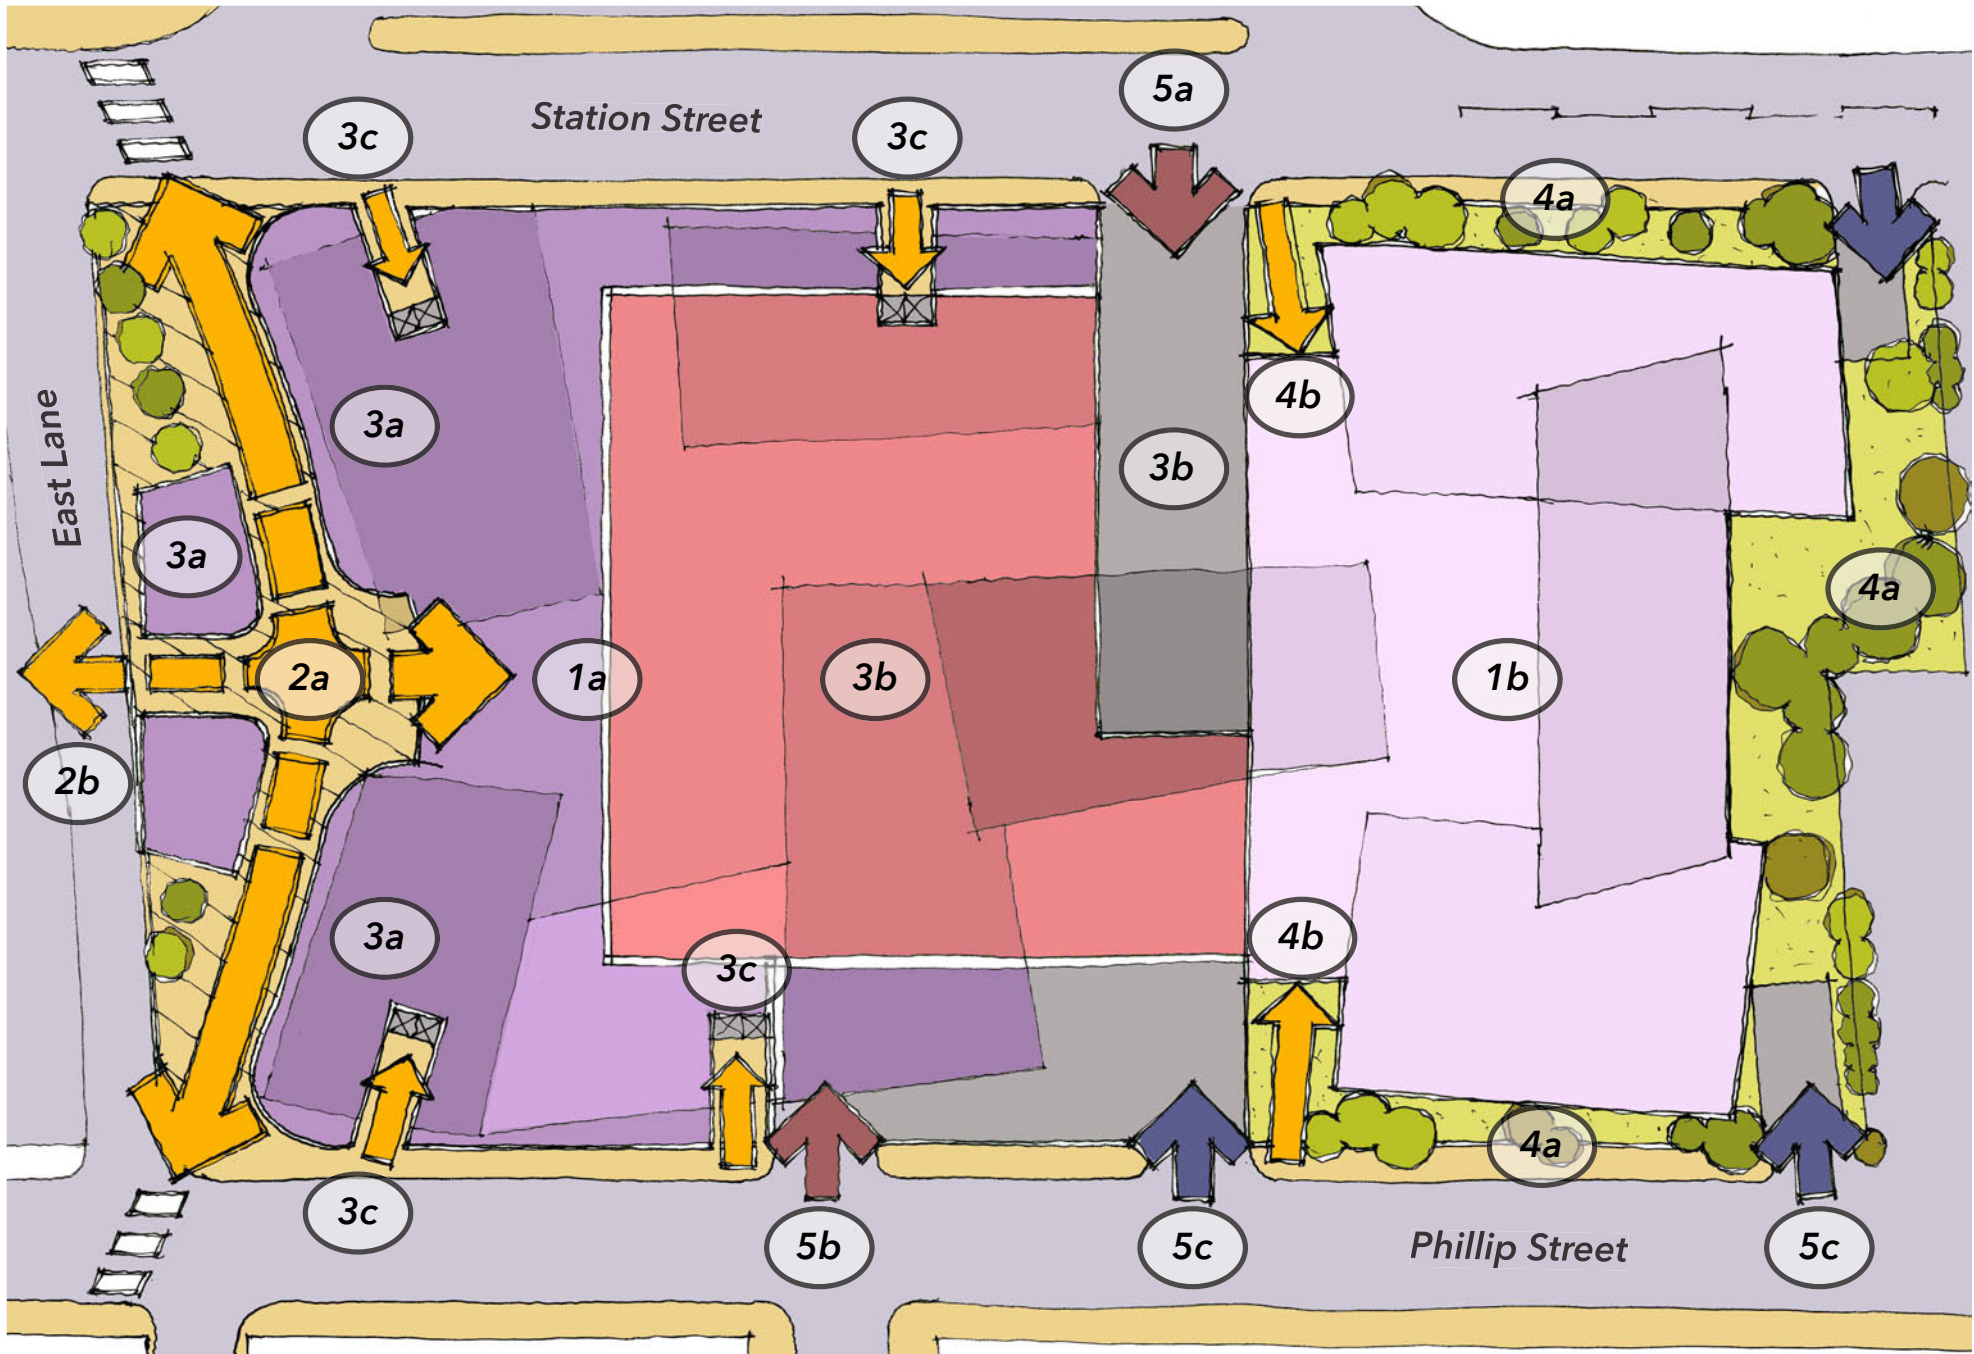 5a
Station Street
3c
3c
4a
4b
3a
3b
East Lane
3a
4a
2a
1a
3b
1b
2b
3a
4b
3c
4a
3c
5b
5c
Phillip Street
5c